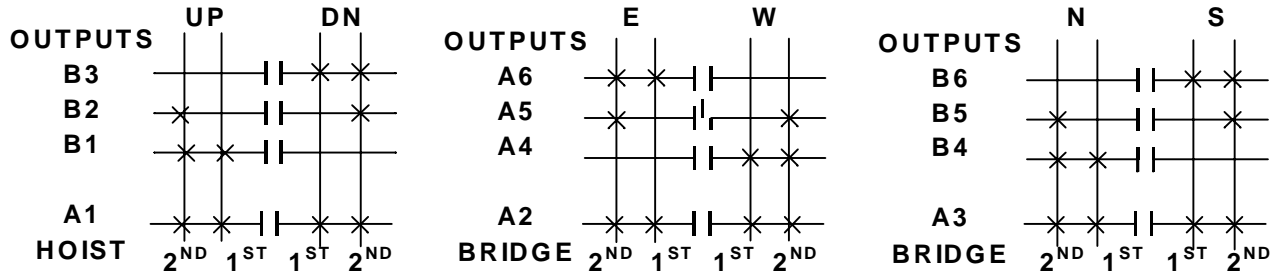 UP DN
OUTPUTS
B3
B2
B1
A1
HOIST 2ND 1ST 1ST 2ND
E W
OUTPUTS
A6
A5
A4
A2
BRIDGE 2ND 1ST 1ST 2ND
N S
OUTPUTS
B6
B5
B4
A3
BRIDGE 2ND 1ST 1ST 2ND